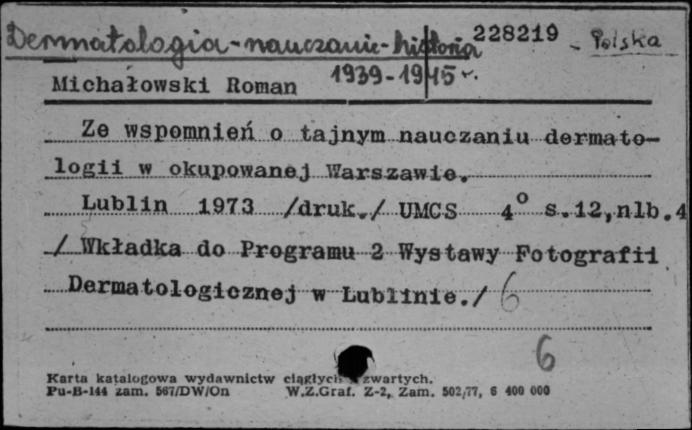 Dermatologia-nauczanie-historia 228219 - Polska
Michałowski Roman 1939-1945 r.
Ze wspomnień o tajnym nauczaniu dermato-
logii w okupowanej Warszawie.
Lublin 1973 /druk./ UMCS 4° s.12,nlb.4
/ Wkładka do Programu 2 Wystawy Fotografii
Dermatologicznej w Lublinie./ 6
6
Karta katalogowa wydawnictw ciągłych i zwartych.
Pu-B-144 zam. 567/DW/On W.Z.Graf. Z-2, Zam. 502/77, 6 400 000